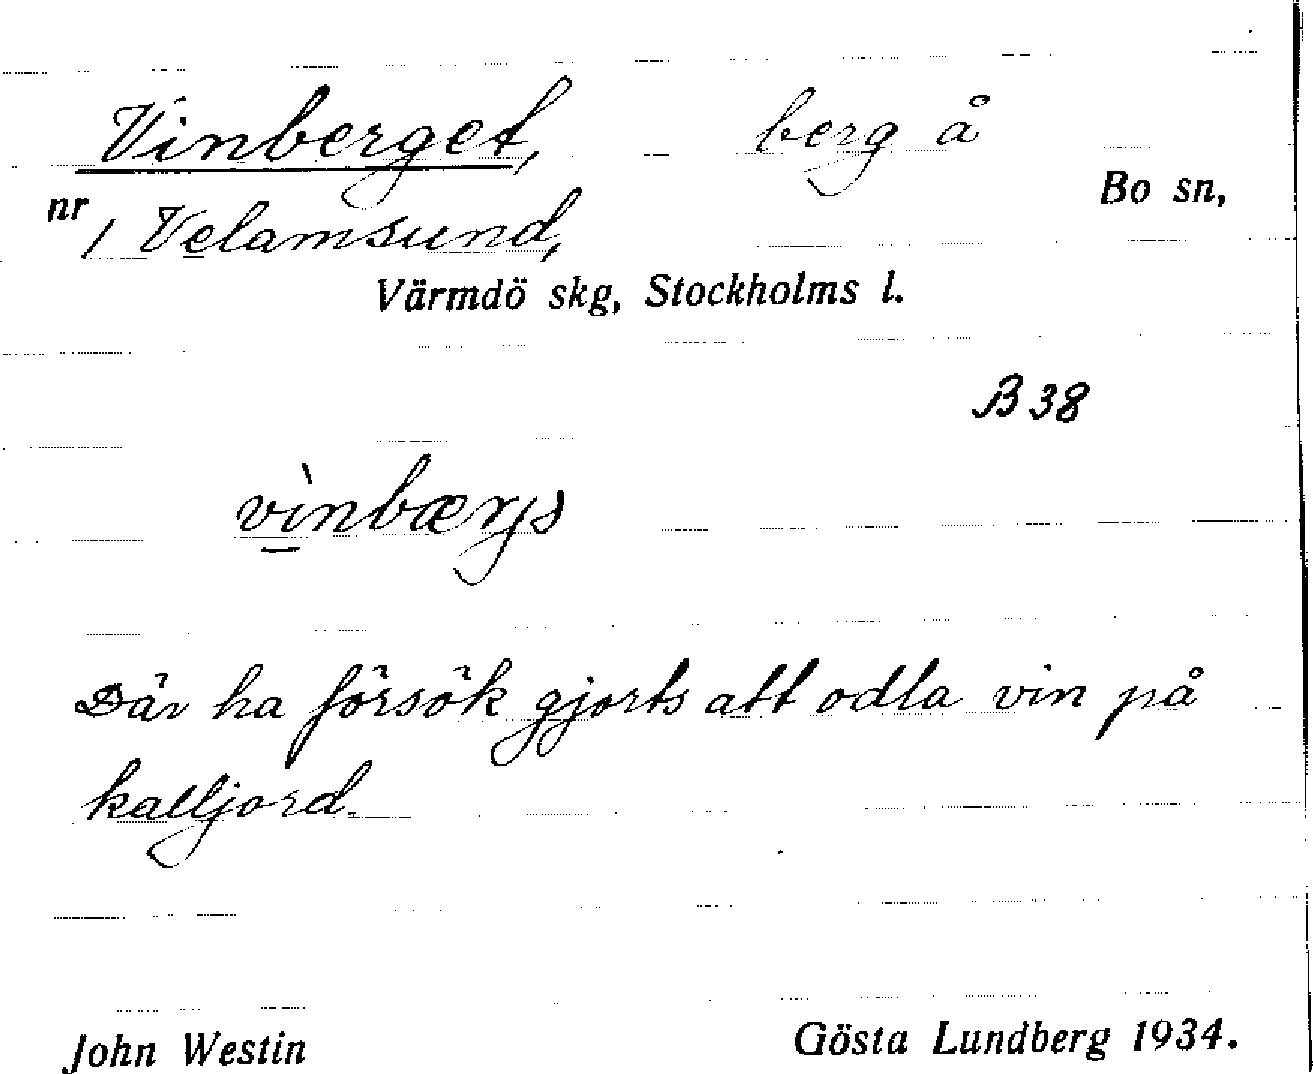 Vinberget, berg å
Bo sn,
nr 1 Velamsund,
Värmdö skg, Stockholms l.
B 38
vìnbærjs
Där ha försök gjorts att odla vin på
kalljord.
John Westin Gösta Lundberg 1934.